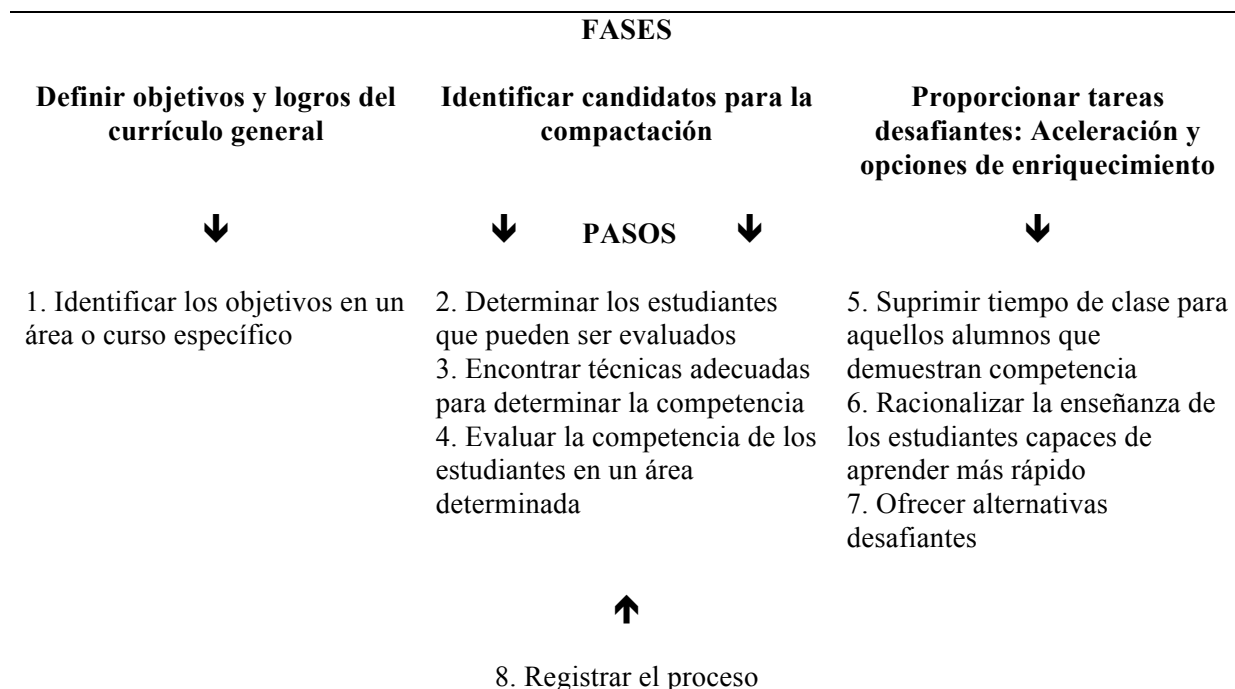 FASES
Definir objetivos y logros del
currículo general
Identificar candidatos para la
compactación
Proporcionar tareas
desafiantes: Aceleración y
opciones de enriquecimiento
PASOS
1. Identificar los objetivos en un
área o curso específico
2. Determinar los estudiantes
que pueden ser evaluados
3. Encontrar técnicas adecuadas
para determinar la competencia
4. Evaluar la competencia de los
estudiantes en un área
determinada
5. Suprimir tiempo de clase para
aquellos alumnos que
demuestran competencia
6. Racionalizar la enseñanza de
los estudiantes capaces de
aprender más rápido
7. Ofrecer alternativas
desafiantes
8. Registrar el proceso